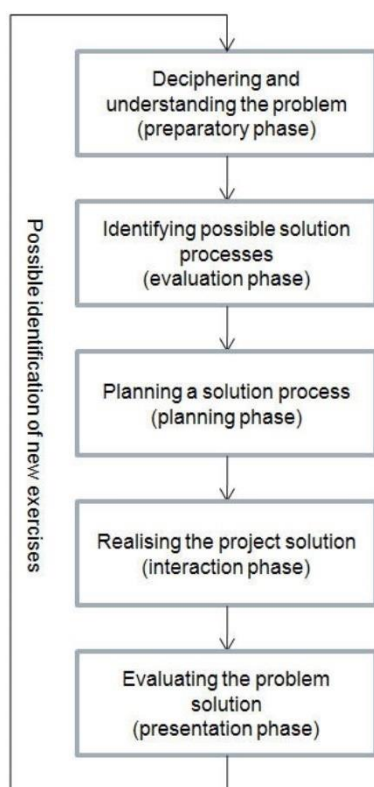 Deciphering and
understanding the problem
(preparatory phase)
Identifying possible solution
processes
(evaluation phase)
Planning a solution process
(planning phase)
Realising the project solution
(interaction phase)
Evaluating the problem
solution
(presentation phase)
Possible identification of new exercises